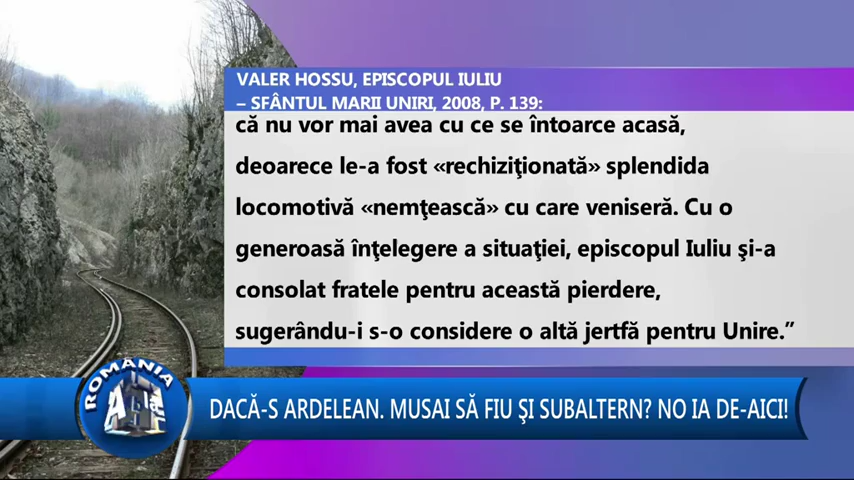 VALER HOSSU, EPISCOPUL IULIU
– SFÂNTUL MARII UNIRI, 2008, P. 139:
că nu vor mai avea cu ce se întoarce acasă,
deoarece le-a fost «rechiziţionată» splendida
locomotivă «nemţească» cu care veniseră. Cu o
generoasă înţelegere a situaţiei, episcopul Iuliu şi-a
consolat fratele pentru această pierdere,
sugerându-i s-o considere o altă jertfă pentru Unire.”
ROMÂNIA
DACĂ-S ARDELEAN. MUSAI SĂ FIU ŞI SUBALTERN? NO IA DE-AICI!